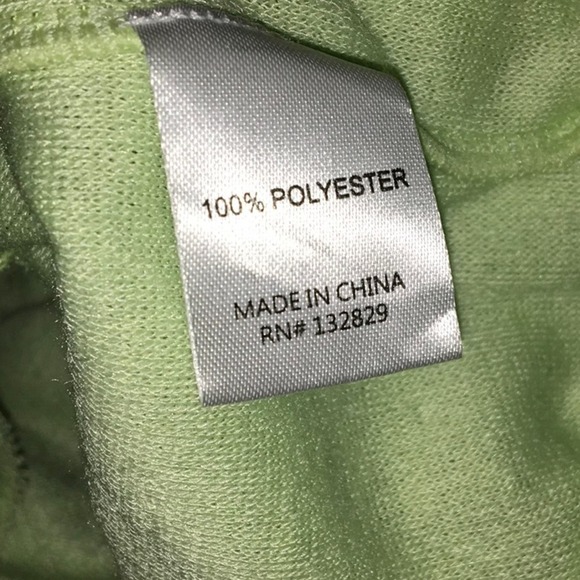 100% POLYESTER
MADE IN CHINA
RN# 132829